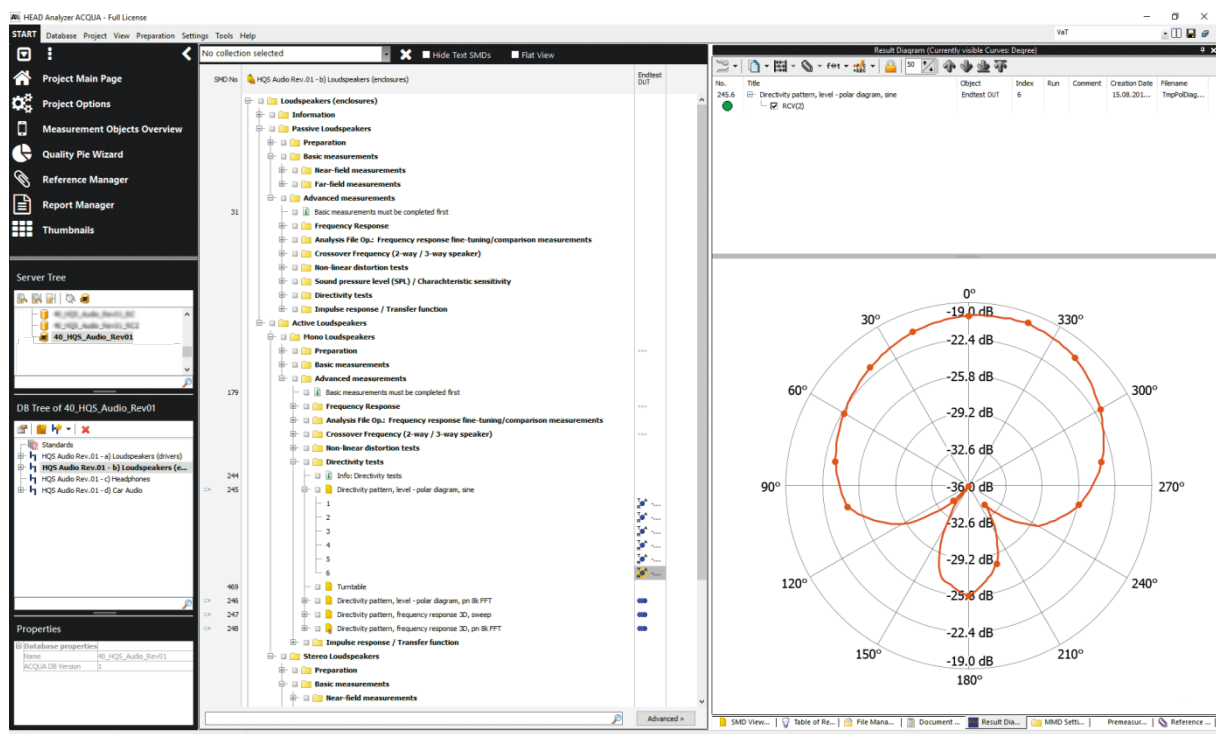 HEAD Analyzer ACQUA - Full License
START Database Project View Preparation Settings Tools Help VaT
Project Main Page
Project Options
Measurement Objects Overview
Quality Pie Wizard
Reference Manager
Report Manager
Thumbnails
Server Tree
40_HQS_Audio_Rev01
DB Tree of 40_HQS_Audio_Rev01
Standards
HQS Audio Rev.01 - a) Loudspeakers (drivers)
HQS Audio Rev.01 - b) Loudspeakers (e...
HQS Audio Rev.01 - c) Headphones
HQS Audio Rev.01 - d) Car Audio
Properties
Database properties
Name 40_HQS_Audio_Rev01
ACQUA DB Version 1
No collection selected Hide Text SMDs Flat View
SMD No HQS Audio Rev.01 - b) Loudspeakers (enclosures) Endtest DUT
Loudspeakers (enclosures)
Information
Passive Loudspeakers
Preparation
Basic measurements
Near-field measurements
Far-field measurements
Advanced measurements
31 Basic measurements must be completed first
Frequency Response
Analysis File Op.: Frequency response fine-tuning/comparison measurements
Crossover Frequency (2-way / 3-way speaker)
Non-linear distortion tests
Sound pressure level (SPL) / Charachteristic sensitivity
Directivity tests
Impulse response / Transfer function
Active Loudspeakers
Mono Loudspeakers
Preparation
Basic measurements
Advanced measurements
179 Basic measurements must be completed first
Frequency Response
Analysis File Op.: Frequency response fine-tuning/comparison measurements
Crossover Frequency (2-way / 3-way speaker)
Non-linear distortion tests
Directivity tests
244 Info: Directivity tests
245 Directivity pattern, level - polar diagram, sine
1
2
3
4
5
6
469 Turntable
246 Directivity pattern, level - polar diagram, pn 8k FFT
247 Directivity pattern, frequency response 3D, sweep
248 Directivity pattern, frequency response 3D, pn 8k FFT
Impulse response / Transfer function
Stereo Loudspeakers
Preparation
Basic measurements
Near-field measurements
Advanced »
Result Diagram (Currently visible Curves: Degree)
50
No. Title Object Index Run Comment Creation Date Filename
245.6 Directivity pattern, level - polar diagram, sine Endtest DUT 6 15.08.201... TmpPolDiag...
RCV(2)
0°
30° -19.0 dB 330°
-22.4 dB
-25.8 dB
60° 300°
-29.2 dB
-32.6 dB
90° -36.0 dB 270°
-32.6 dB
-29.2 dB
120° 240°
-25.8 dB
-22.4 dB
150° 210°
-19.0 dB
180°
SMD View... Table of Re... File Mana... Document ... Result Dia... MMD Setti... Premeasur... Reference ...